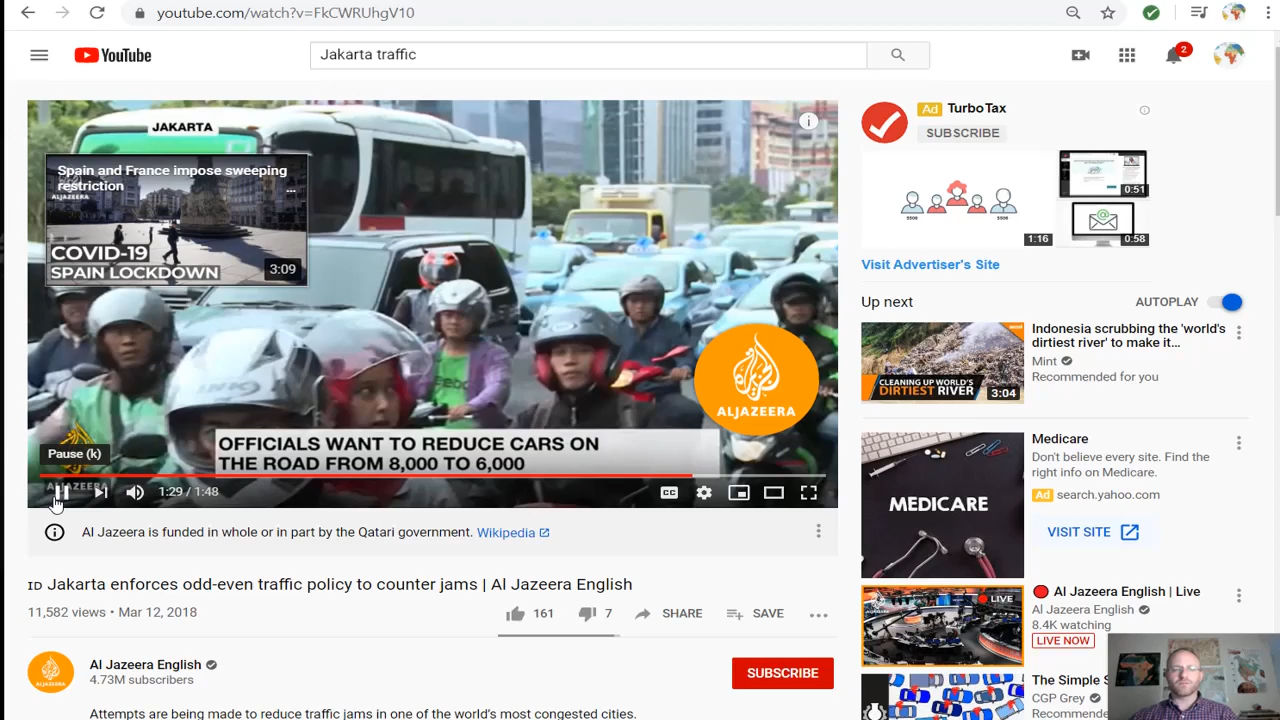 youtube.com/watch?v=FkCWRUhgV10
YouTube
Jakarta traffic
2
JAKARTA
Spain and France impose sweeping
restriction
...
ALJAZEERA
COVID-19
SPAIN LOCKDOWN
3:09
ALJAZEERA
OFFICIALS WANT TO REDUCE CARS ON
THE ROAD FROM 8,000 TO 6,000
Pause (k)
ALJAZEERA
1:29 / 1:48
CC
Al Jazeera is funded in whole or in part by the Qatari government. Wikipedia
ID Jakarta enforces odd-even traffic policy to counter jams | Al Jazeera English
11,582 views • Mar 12, 2018
161
7
SHARE
SAVE
ALJAZEERA
Al Jazeera English
4.73M subscribers
SUBSCRIBE
Attempts are being made to reduce traffic jams in one of the world's most congested cities.
Ad TurboTax
SUBSCRIBE
1:16
0:51
0:58
Visit Advertiser's Site
Up next
AUTOPLAY
CLEANING UP WORLD'S
DIRTIEST RIVER
3:04
Indonesia scrubbing the 'world's
dirtiest river' to make it...
Mint
Recommended for you
MEDICARE
Medicare
Don't believe every site. Find the
right info on Medicare.
Ad search.yahoo.com
VISIT SITE
LIVE
Al Jazeera English | Live
Al Jazeera English
8.4K watching
LIVE NOW
The Simple S
CGP Grey
Recommende